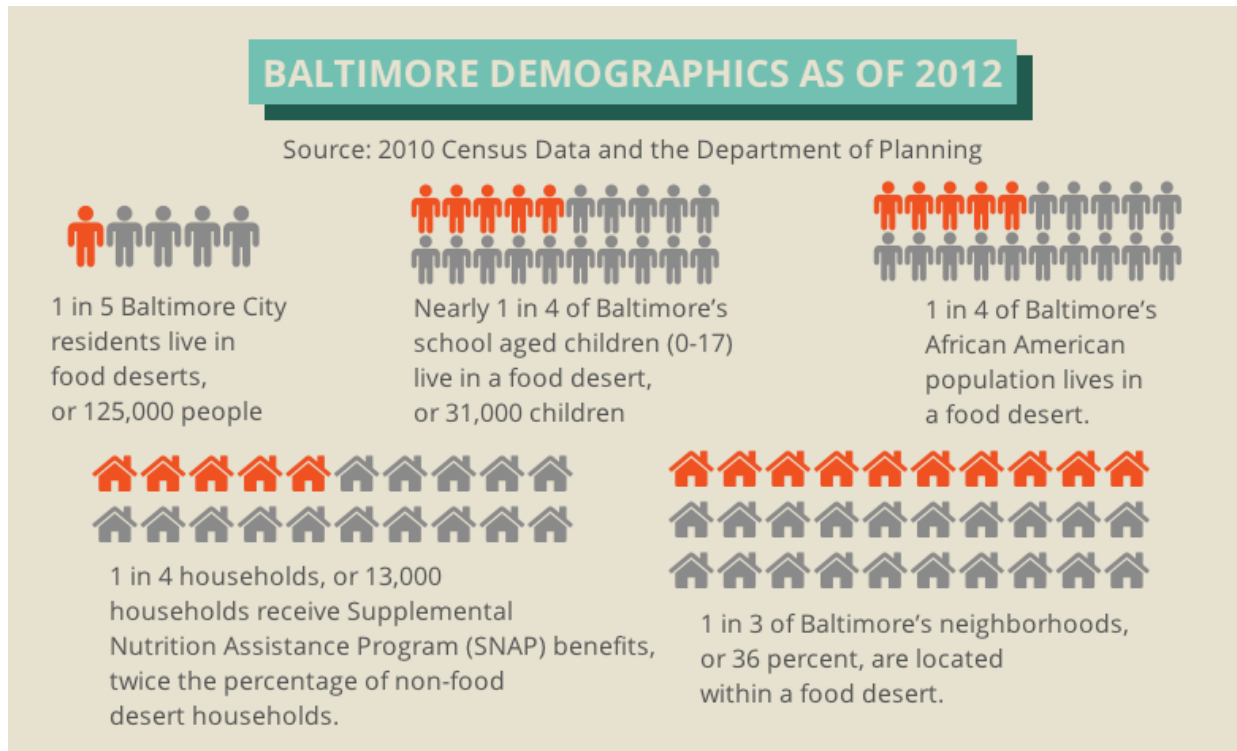 BALTIMORE DEMOGRAPHICS AS OF 2012
Source: 2010 Census Data and the Department of Planning
1 in 5 Baltimore City
residents live in
food deserts,
or 125,000 people
Nearly 1 in 4 of Baltimore’s
school aged children (0-17)
live in a food desert,
or 31,000 children
1 in 4 of Baltimore’s
African American
population lives in
a food desert.
1 in 4 households, or 13,000
households receive Supplemental
Nutrition Assistance Program (SNAP) benefits,
twice the percentage of non-food
desert households.
1 in 3 of Baltimore’s neighborhoods,
or 36 percent, are located
within a food desert.